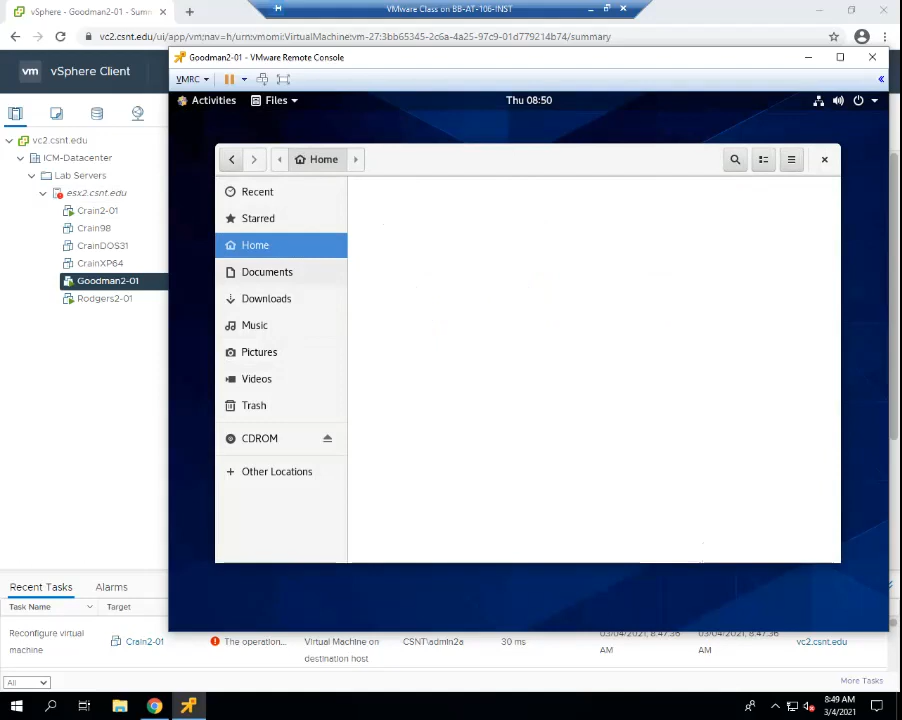 vSphere - Goodman2-01 - Summ
VMware Class on BB-AT-106-INST
vc2.csnt.edu/ui/app/vm;nav=h/urn:vmomi:VirtualMachine:vm-27:3bb65345-2c6a-4a25-97c9-01d779214b74/summary
vm vSphere Client
Goodman2-01 - VMware Remote Console
VMRC
Activities Files Thu 08:50
Home
vc2.csnt.edu
ICM-Datacenter
Lab Servers
esx2.csnt.edu
Crain2-01
Crain98
CrainDOS31
CrainXP64
Goodman2-01
Rodgers2-01
Recent
Starred
Home
Documents
Downloads
Music
Pictures
Videos
Trash
CDROM
Other Locations
Recent Tasks Alarms
Task Name Target
Reconfigure virtual machine
Crain2-01
The operation...
Virtual Machine on
destination host
CSNT\admin2a
30 ms
03/04/2021, 8:47:36
AM
03/04/2021, 8:47:36
AM
vc2.csnt.edu
All
More Tasks
8:49 AM
3/4/2021